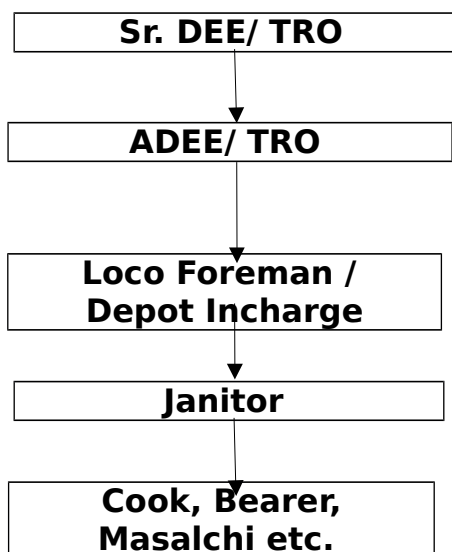 Sr. DEE/ TRO
ADEE/ TRO
Loco Foreman /
Depot Incharge
Janitor
Cook, Bearer,
Masalchi etc.